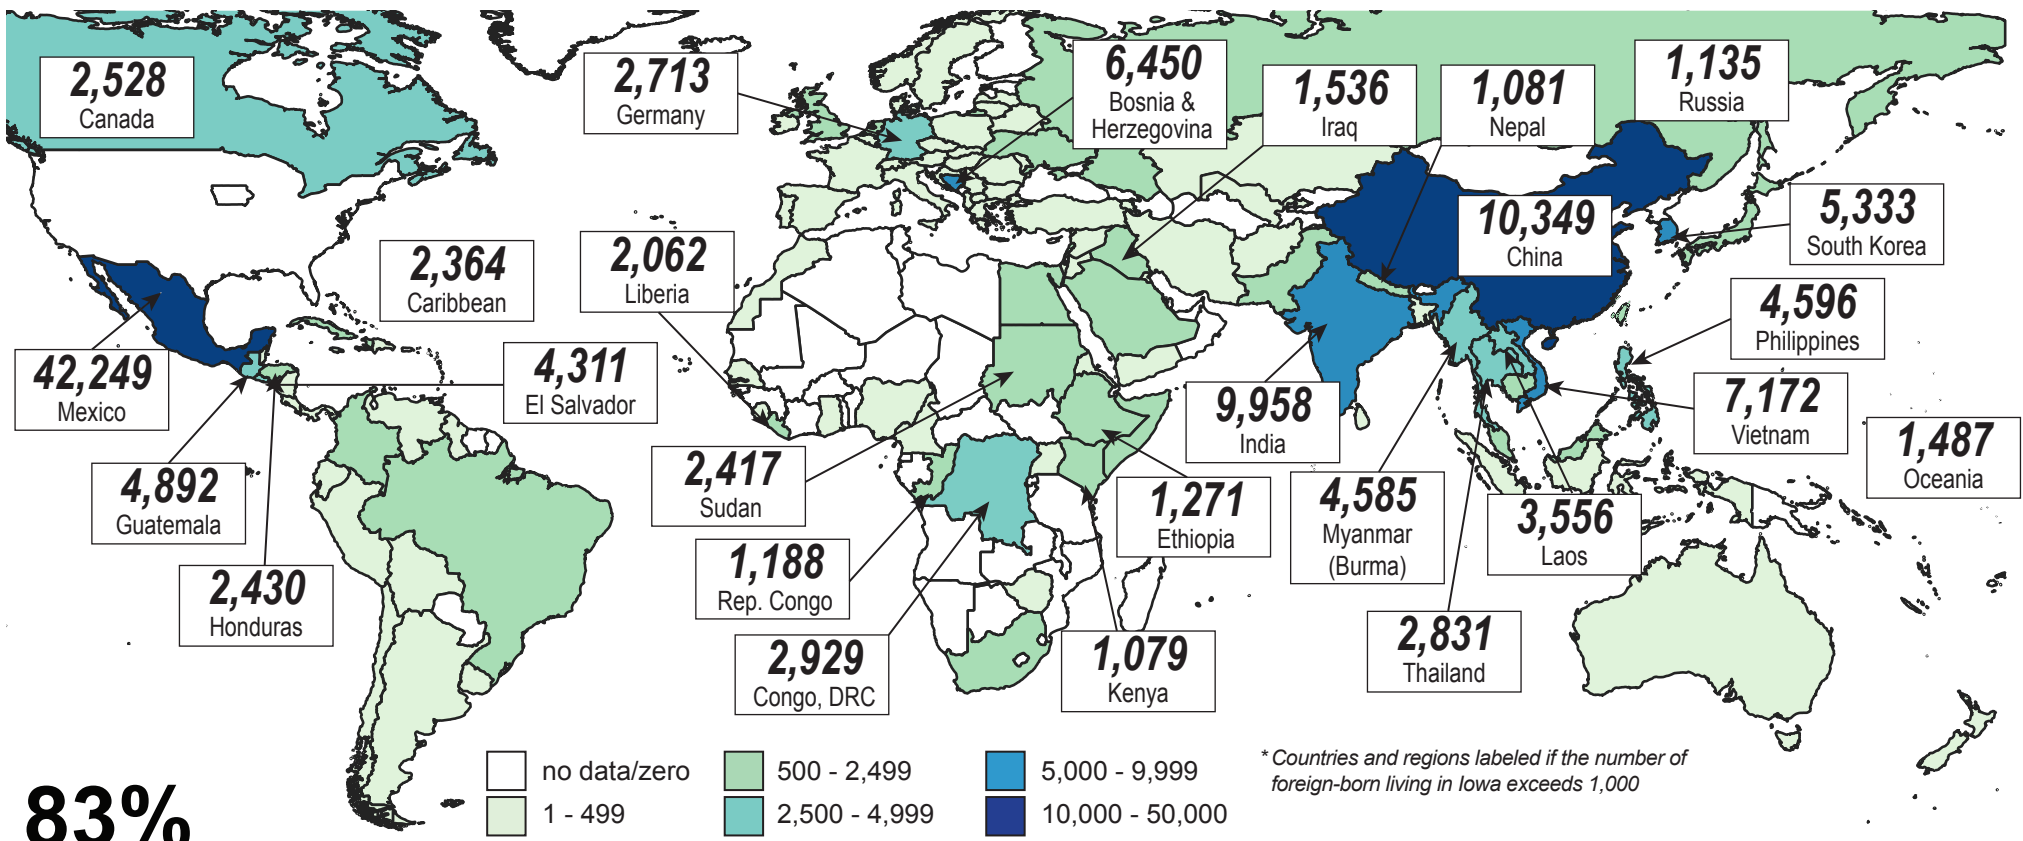 2,528
Canada
2,713
Germany
6,450
Bosnia &
Herzegovina
1,536
Iraq
1,081
Nepal
1,135
Russia
2,364
Caribbean
2,062
Liberia
10,349
China
5,333
South Korea
42,249
Mexico
4,311
El Salvador
4,596
Philippines
9,958
India
7,172
Vietnam
4,892
Guatemala
2,417
Sudan
1,271
Ethiopia
4,585
Myanmar
(Burma)
3,556
Laos
1,487
Oceania
2,430
Honduras
1,188
Rep. Congo
2,929
Congo, DRC
1,079
Kenya
2,831
Thailand
no data/zero
1 - 499
500 - 2,499
2,500 - 4,999
5,000 - 9,999
10,000 - 50,000
* Countries and regions labeled if the number of
foreign-born living in Iowa exceeds 1,000
83%